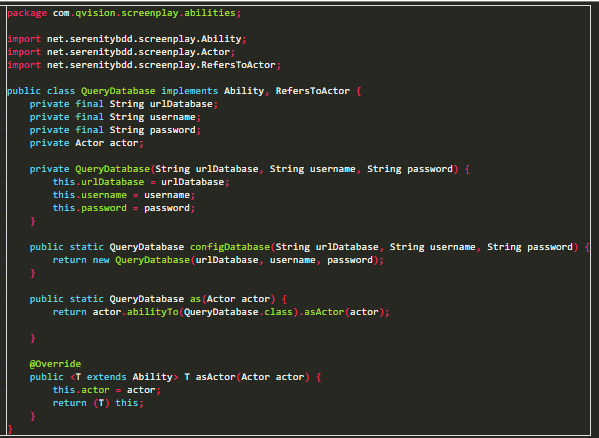 package com.qvision.screenplay.abilities;
import net.serenitybdd.screenplay.Ability;
import net.serenitybdd.screenplay.Actor;
import net.serenitybdd.screenplay.RefersToActor;
public class QueryDatabase implements Ability, RefersToActor {
private final String urlDatabase;
private final String username;
private final String password;
private Actor actor;
private QueryDatabase(String urlDatabase, String username, String password) {
this.urlDatabase = urlDatabase;
this.username = username;
this.password = password;
}
public static QueryDatabase configDatabase(String urlDatabase, String username, String password) {
return new QueryDatabase(urlDatabase, username, password);
}
public static QueryDatabase as(Actor actor) {
return actor.abilityTo(QueryDatabase.class).asActor(actor);
}
@Override
public <T extends Ability> T asActor(Actor actor) {
this.actor = actor;
return (T) this;
}
}